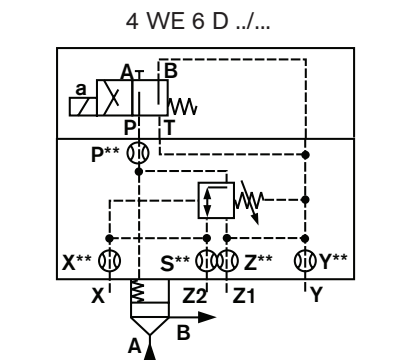 4 WE 6 D ../...
A B
a
P T
P**
X** S** Z** Y**
X Z2 Z1 Y
B
A